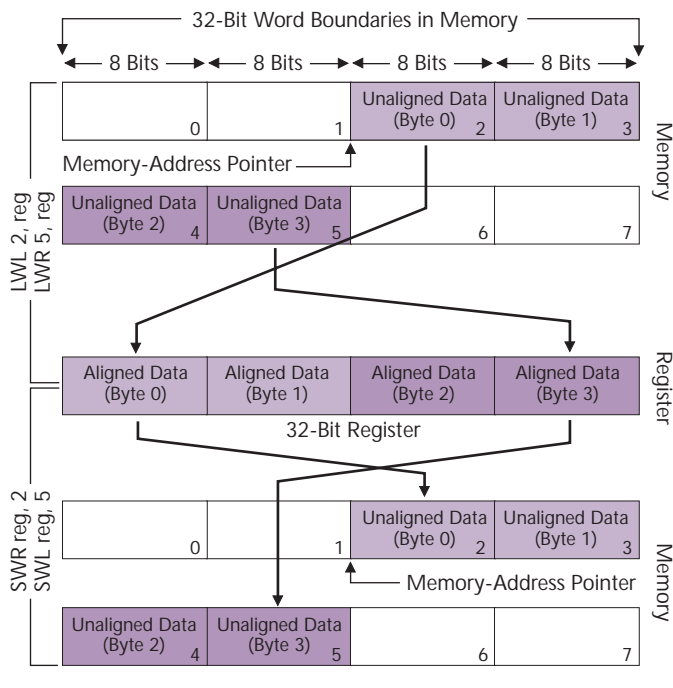 32-Bit Word Boundaries in Memory
8 Bits 8 Bits 8 Bits 8 Bits
Unaligned Data Unaligned Data
(Byte 0) (Byte 1)
0 1 2 3
Memory-Address Pointer
Memory
Unaligned Data Unaligned Data
(Byte 2) (Byte 3)
4 5 6 7
LWL 2, reg
LWR 5, reg
Aligned Data Aligned Data Aligned Data Aligned Data
(Byte 0) (Byte 1) (Byte 2) (Byte 3)
Register
32-Bit Register
SWR reg, 2
SWL reg, 5
Unaligned Data Unaligned Data
(Byte 0) (Byte 1)
0 1 2 3
Memory-Address Pointer
Memory
Unaligned Data Unaligned Data
(Byte 2) (Byte 3)
4 5 6 7